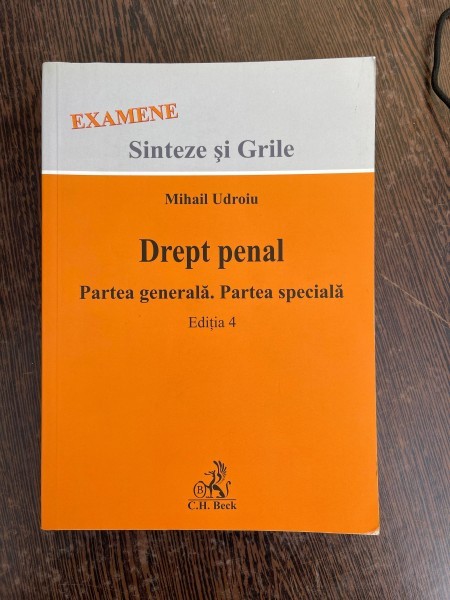 EXAMENE
Sinteze şi Grile
Mihail Udroiu
Drept penal
Partea generală. Partea specială
Ediţia 4
B
C.H. Beck